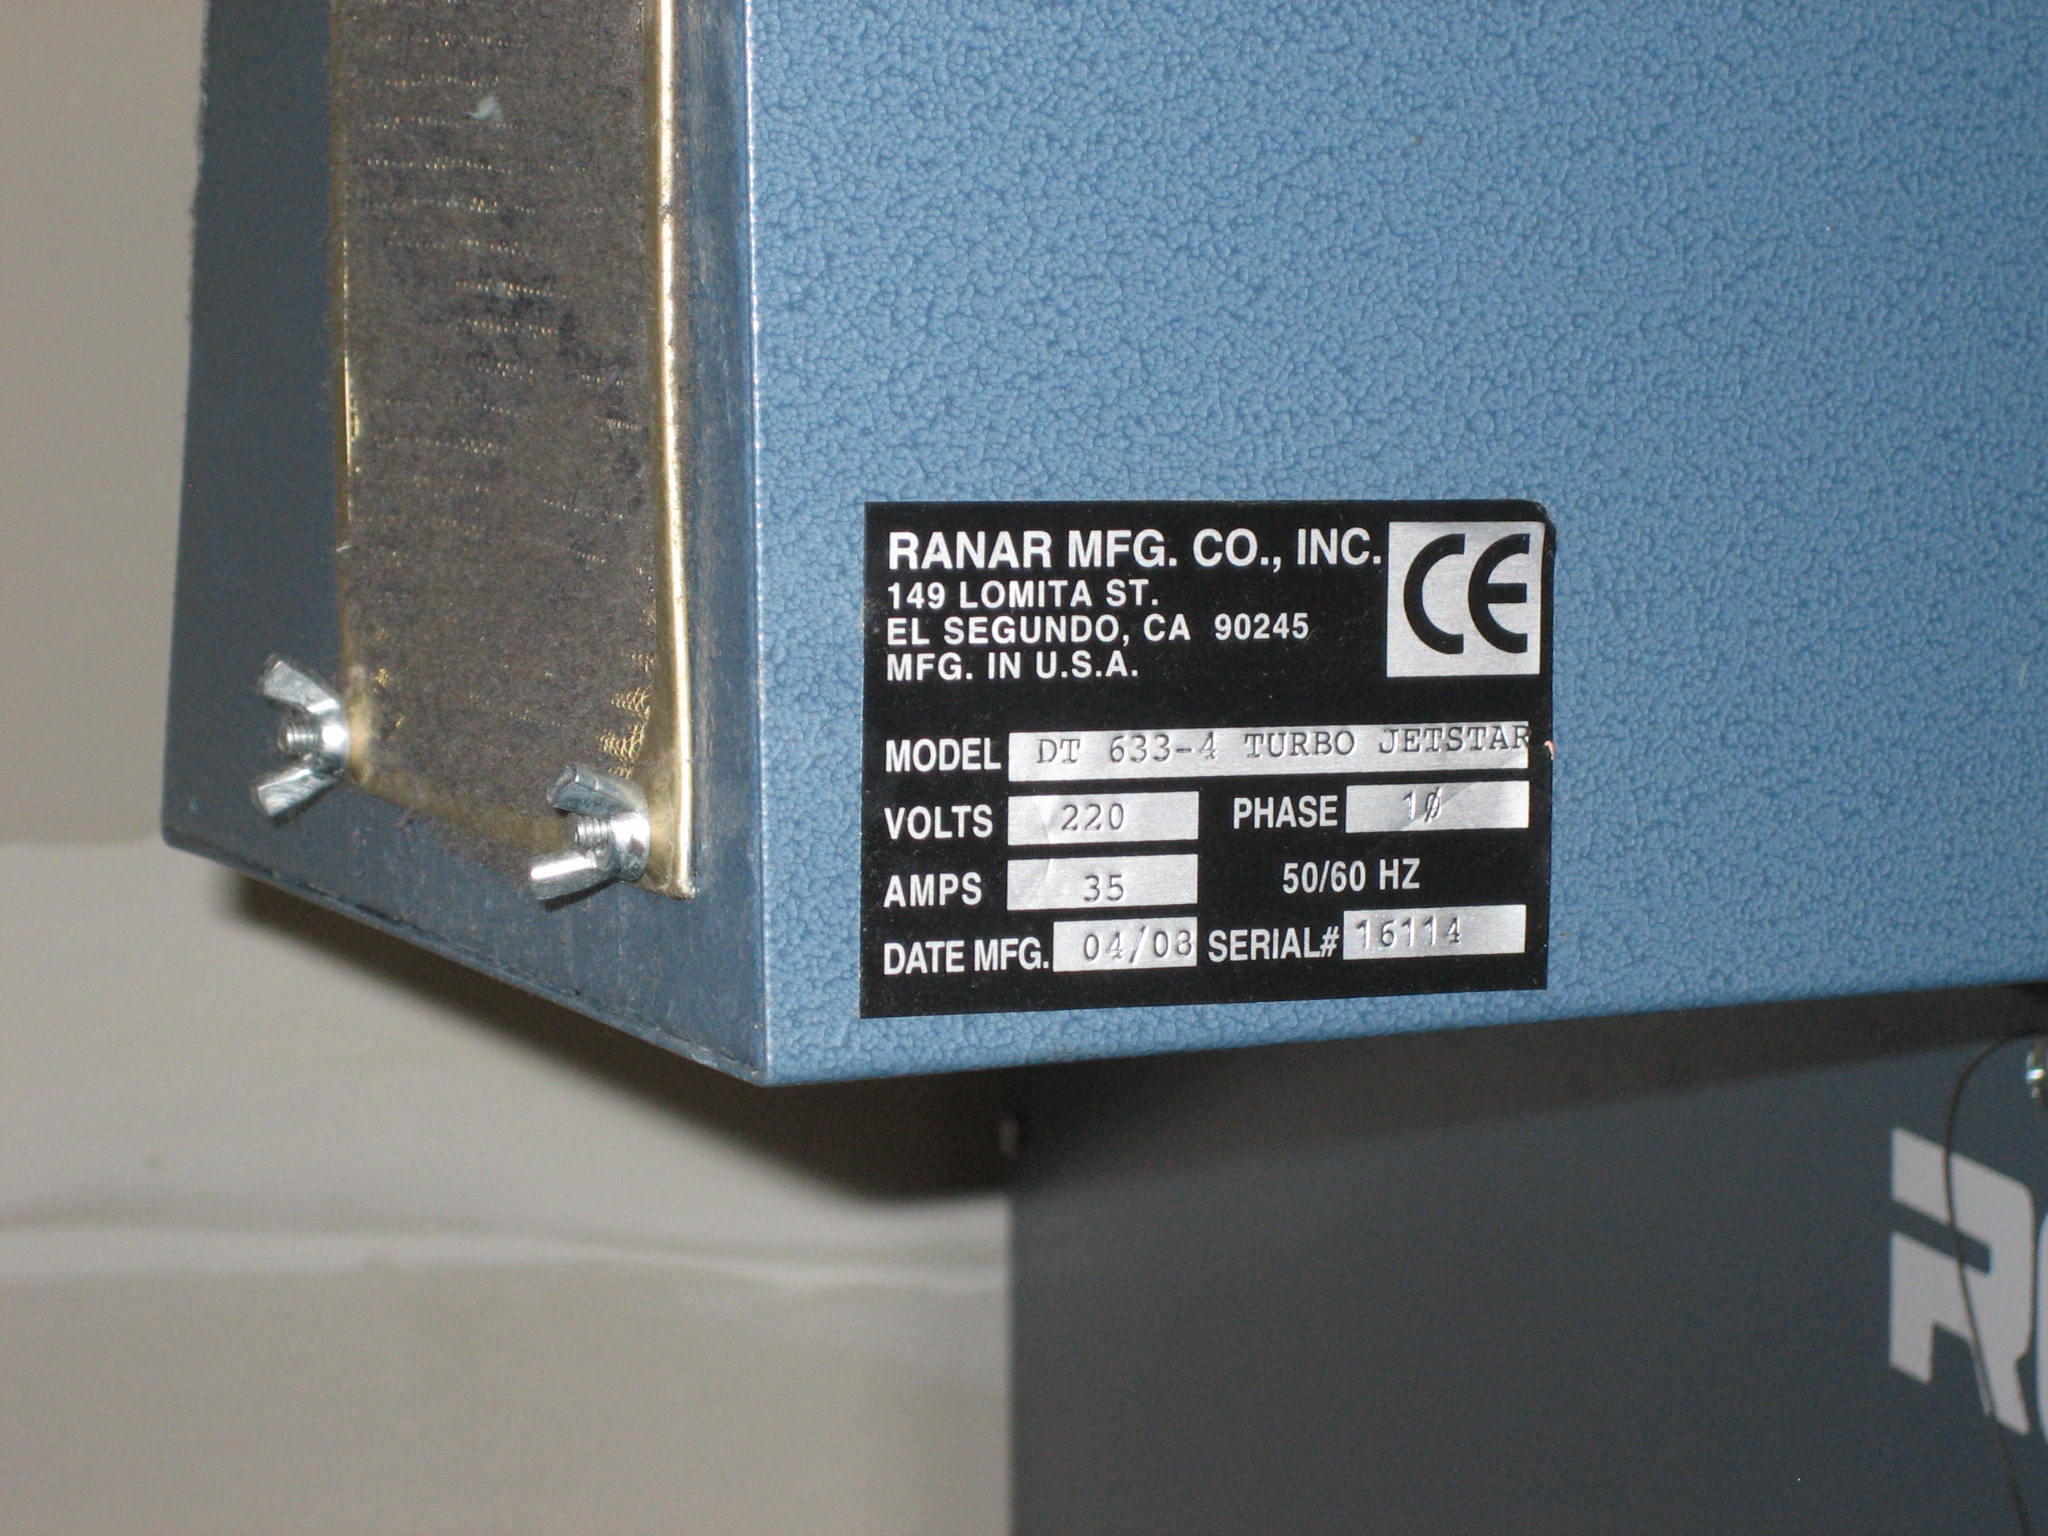 RANAR MFG. CO., INC. CE
149 LOMITA ST.
EL SEGUNDO, CA 90245
MFG. IN U.S.A.
MODEL DT 633-4 TURBO JETSTAR
VOLTS 220 PHASE 1Ø
AMPS 35 50/60 HZ
DATE MFG. 04/08 SERIAL# 16114